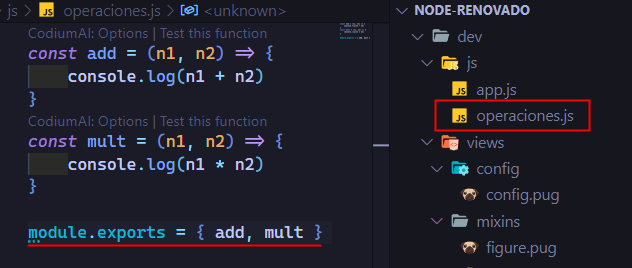 js > operaciones.js > <unknown>
CodiumAI: Options | Test this function
const add = (n1, n2) => {
console.log(n1 + n2)
}
CodiumAI: Options | Test this function
const mult = (n1, n2) => {
console.log(n1 * n2)
}
module.exports = { add, mult }
NODE-RENOVADO
dev
js
JS app.js
JS operaciones.js
views
config
config.pug
mixins
figure.pug